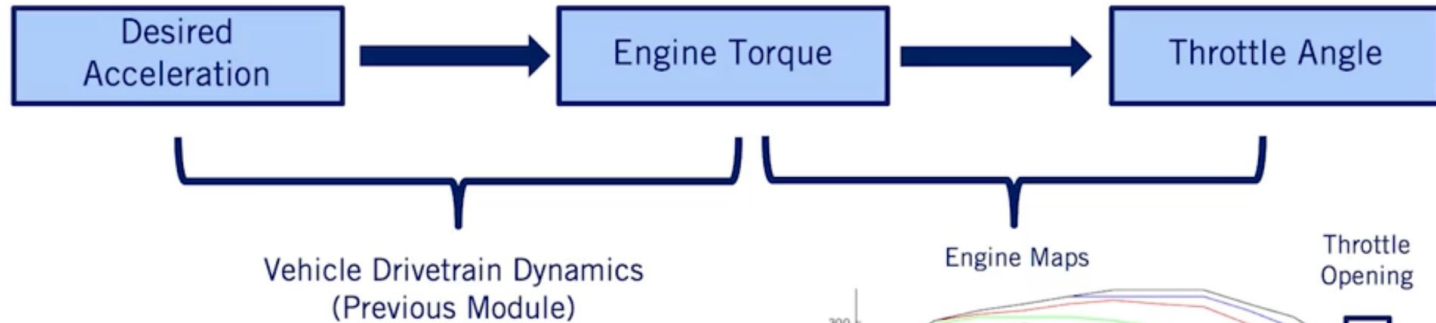 Desired
Acceleration
Engine Torque
Throttle Angle
Vehicle Drivetrain Dynamics
(Previous Module)
Engine Maps
Throttle
Opening